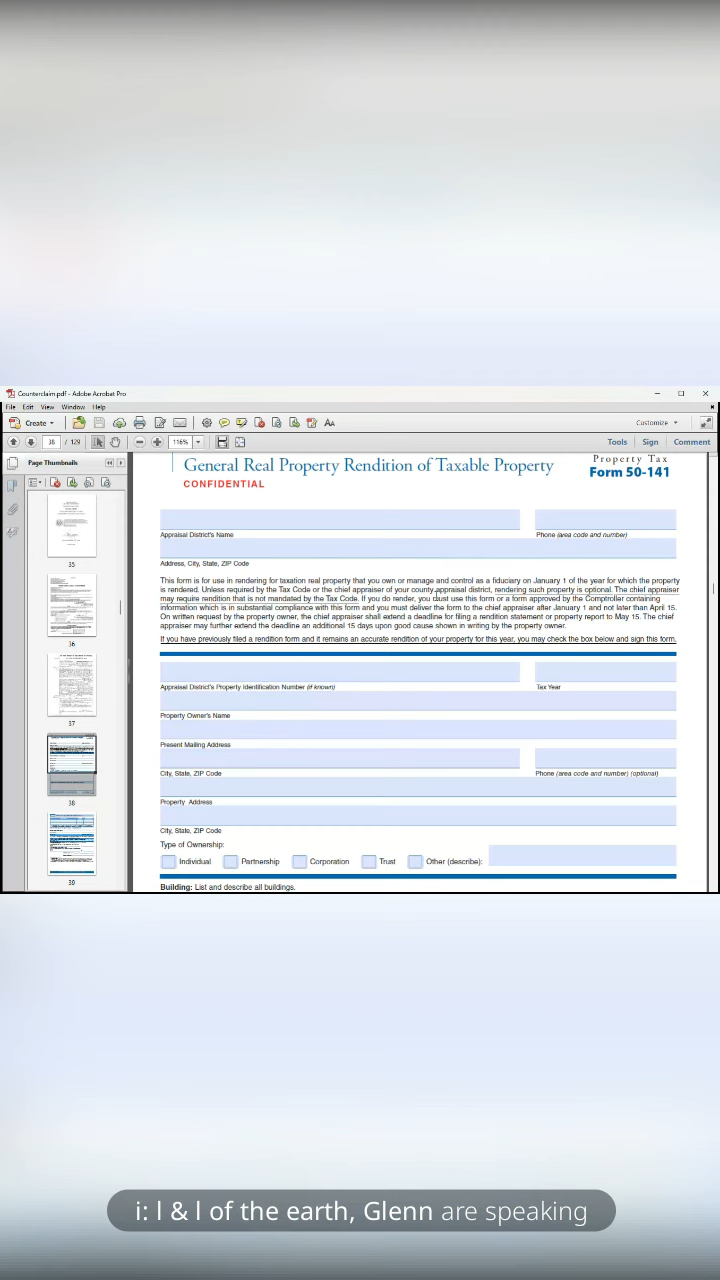 Counterclaim.pdf - Adobe Acrobat Pro
File Edit View Window Help
Create
Customize
38 / 129
116%
Tools Sign Comment
Page Thumbnails
35
36
37
38
39
General Real Property Rendition of Taxable Property
CONFIDENTIAL
Property Tax
Form 50-141
Appraisal District's Name
Phone (area code and number)
Address, City, State, ZIP Code
This form is for use in rendering for taxation real property that you own or manage and control as a fiduciary on January 1 of the year for which the property
is rendered. Unless required by the Tax Code or the chief appraiser of your county appraisal district, rendering such property is optional. The chief appraiser
may require rendition that is not mandated by the Tax Code. If you do render, you must use this form or a form approved by the Comptroller containing
information which is in substantial compliance with this form and you must deliver the form to the chief appraiser after January 1 and not later than April 15.
On written request by the property owner, the chief appraiser shall extend a deadline for filing a rendition statement or property report to May 15. The chief
appraiser may further extend the deadline an additional 15 days upon good cause shown in writing by the property owner.
If you have previously filed a rendition form and it remains an accurate rendition of your property for this year, you may check the box below and sign this form.
Appraisal District's Property Identification Number (if known)
Tax Year
Property Owner's Name
Present Mailing Address
City, State, ZIP Code
Phone (area code and number) (optional)
Property Address
City, State, ZIP Code
Type of Ownership:
Individual Partnership Corporation Trust Other (describe):
Building: List and describe all buildings.
i: l & l of the earth, Glenn are speaking